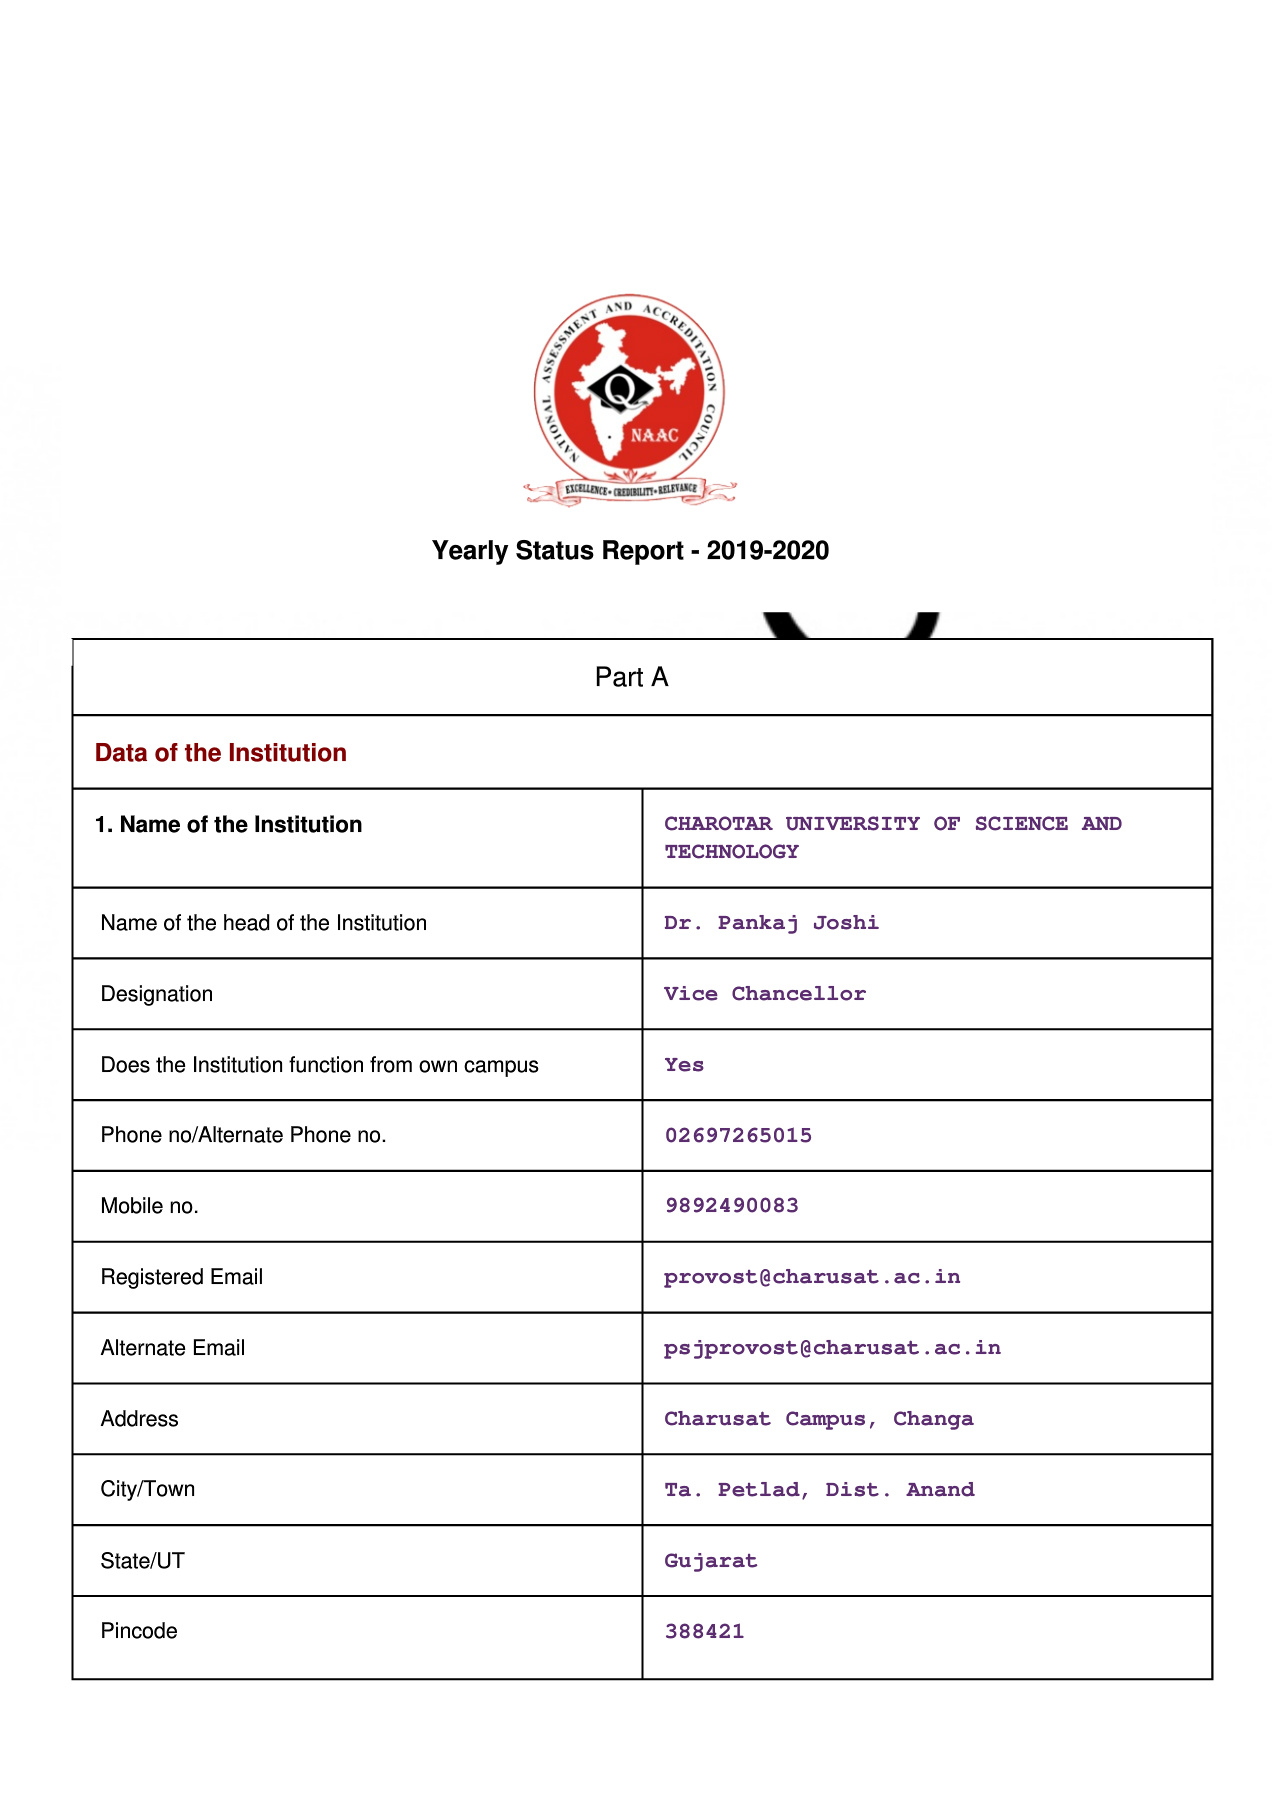 NATIONAL ASSESSMENT AND ACCREDITATION COUNCIL
Q
NAAC
EXCELLENCE • CREDIBILITY • RELEVANCE
Yearly Status Report - 2019-2020
Part A
Data of the Institution
1. Name of the Institution
CHAROTAR UNIVERSITY OF SCIENCE AND
TECHNOLOGY
Name of the head of the Institution
Dr. Pankaj Joshi
Designation
Vice Chancellor
Does the Institution function from own campus
Yes
Phone no/Alternate Phone no.
02697265015
Mobile no.
9892490083
Registered Email
provost@charusat.ac.in
Alternate Email
psjprovost@charusat.ac.in
Address
Charusat Campus, Changa
City/Town
Ta. Petlad, Dist. Anand
State/UT
Gujarat
Pincode
388421